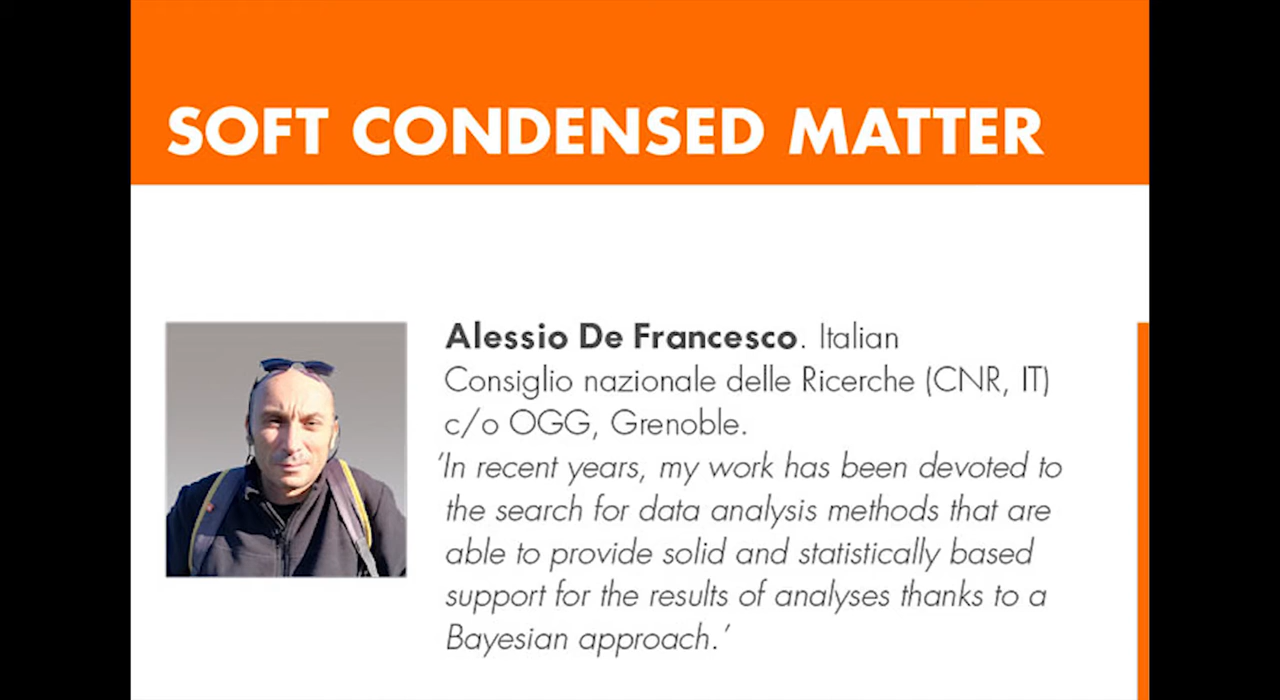 SOFT CONDENSED MATTER
Alessio De Francesco. Italian
Consiglio nazionale delle Ricerche (CNR, IT)
c/o OGG, Grenoble.
‘In recent years, my work has been devoted to
the search for data analysis methods that are
able to provide solid and statistically based
support for the results of analyses thanks to a
Bayesian approach.’